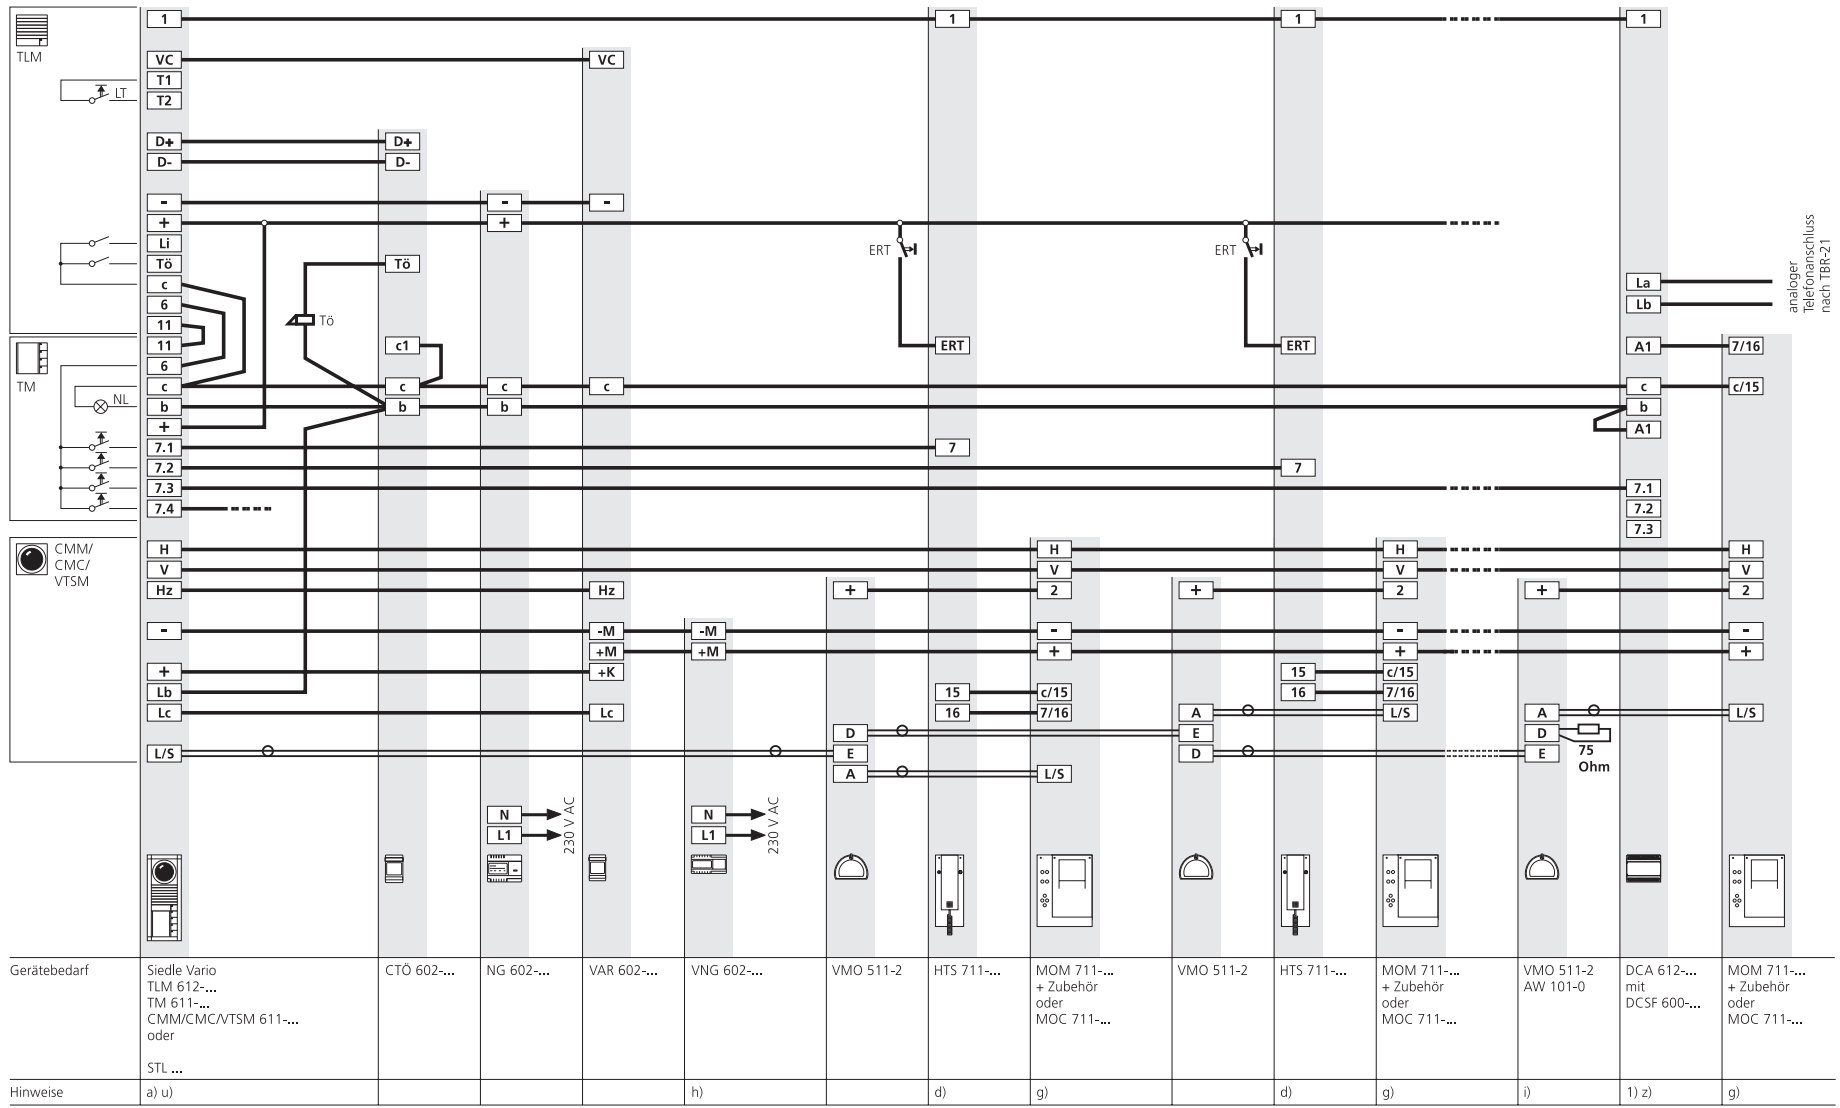 TLM
LT
TM
NL
CMM/
CMC/
VTSM
1
VC
T1
T2
D+
D-
-
+
Li
Tö
c
6
11
11
6
c
b
+
7.1
7.2
7.3
7.4
H
V
Hz
-
+
Lb
Lc
L/S
Tö
D+
D-
Tö
c1
c
b
-
+
c
b
N
L1
230 V AC
VC
-
c
Hz
-M
+M
+K
Lc
-M
+M
N
L1
230 V AC
+
D
E
A
ERT
1
ERT
7
15
16
H
V
2
-
+
c/15
7/16
L/S
+
A
E
D
ERT
1
ERT
7
15
16
H
V
2
-
+
c/15
7/16
L/S
+
A
D
E
75
Ohm
1
La
Lb
A1
c
b
A1
7.1
7.2
7.3
analoger
Telefonanschluss
nach TBR-21
7/16
c/15
H
V
2
-
+
L/S
Gerätebedarf
Siedle Vario
TLM 612-...
TM 611-...
CMM/CMC/VTSM 611-...
oder
STL ...
CTÖ 602-...
NG 602-...
VAR 602-...
VNG 602-...
VMO 511-2
HTS 711-...
MOM 711-...
+ Zubehör
oder
MOC 711-...
VMO 511-2
HTS 711-...
MOM 711-...
+ Zubehör
oder
MOC 711-...
VMO 511-2
AW 101-0
DCA 612-...
mit
DCSF 600-...
MOM 711-...
+ Zubehör
oder
MOC 711-...
Hinweise
a) u)
h)
d)
g)
d)
g)
i)
1) z)
g)